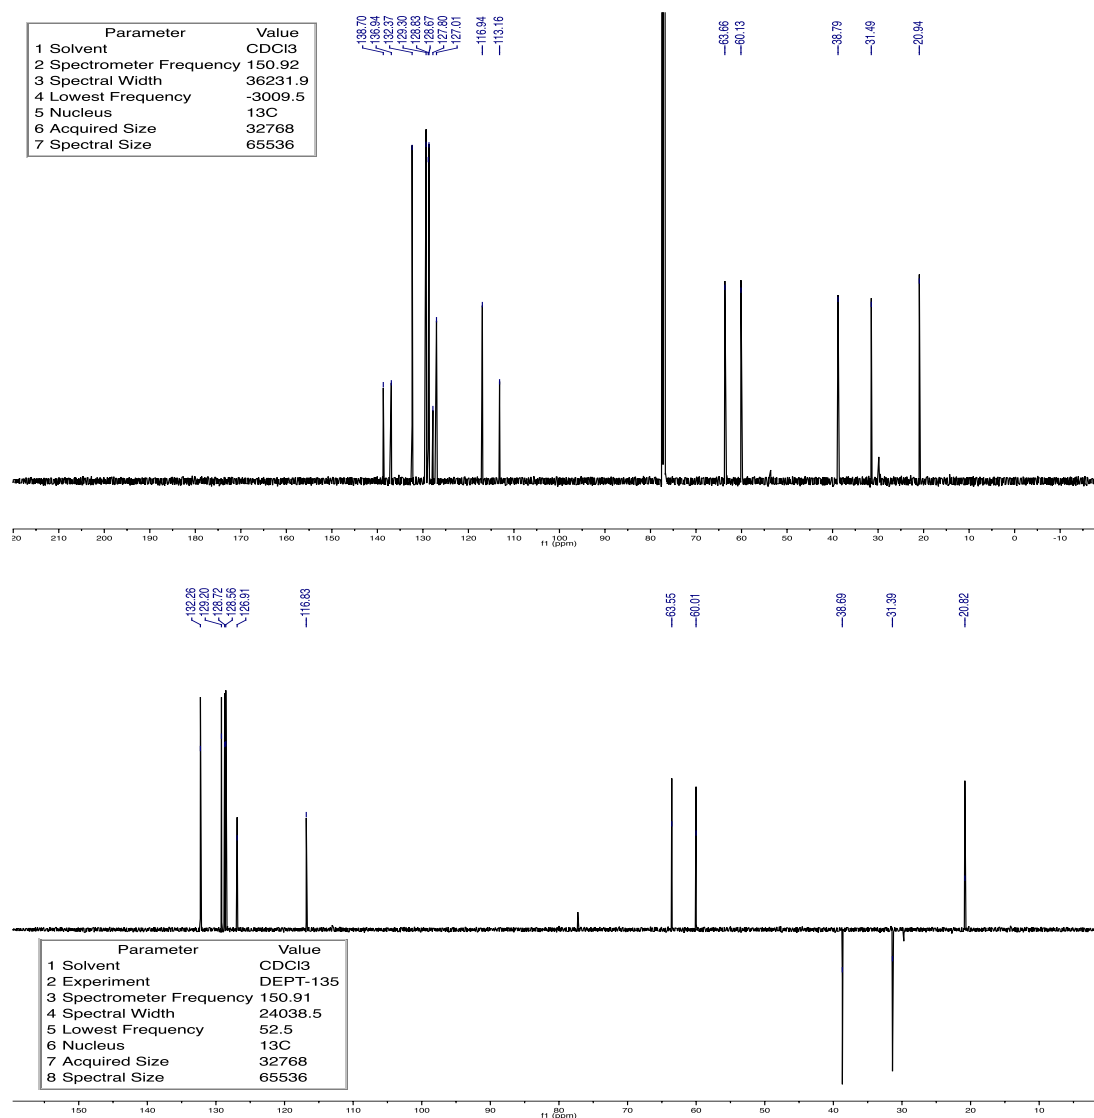 138.70
136.94
132.37
129.30
128.83
128.67
127.80
127.01
116.94
113.16
63.66
60.13
38.79
31.49
20.94
Parameter Value
1 Solvent CDCl3
2 Spectrometer Frequency 150.92
3 Spectral Width 36231.9
4 Lowest Frequency -3009.5
5 Nucleus 13C
6 Acquired Size 32768
7 Spectral Size 65536
20 210 200 190 180 170 160 150 140 130 120 110 100 90 80 70 60 50 40 30 20 10 0 -10
f1 (ppm)
132.26
129.20
128.72
128.56
126.91
116.83
63.55
60.01
38.69
31.39
20.82
Parameter Value
1 Solvent CDCl3
2 Experiment DEPT-135
3 Spectrometer Frequency 150.91
4 Spectral Width 24038.5
5 Lowest Frequency 52.5
6 Nucleus 13C
7 Acquired Size 32768
8 Spectral Size 65536
150 140 130 120 110 100 90 80 70 60 50 40 30 20 10
f1 (ppm)